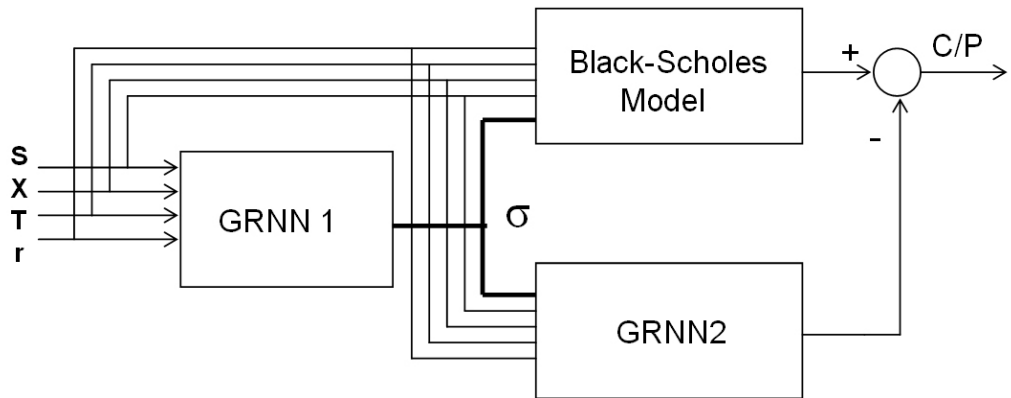 S
X
T
r
GRNN 1
σ
Black-Scholes
Model
GRNN2
+
-
C/P